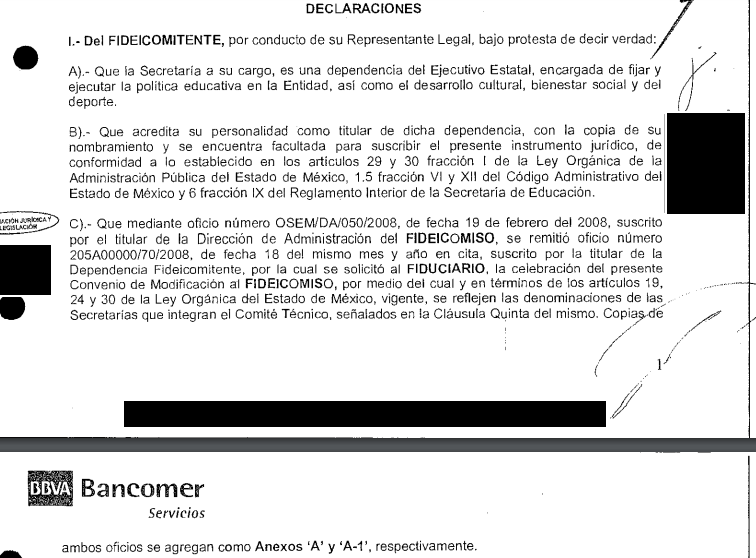 DECLARACIONES
I.- Del FIDEICOMITENTE, por conducto de su Representante Legal, bajo protesta de decir verdad:
A).- Que la Secretaría a su cargo, es una dependencia del Ejecutivo Estatal, encargada de fijar y
ejecutar la política educativa en la Entidad, así como el desarrollo cultural, bienestar social y del
deporte.
B).- Que acredita su personalidad como titular de dicha dependencia, con la copia de su
nombramiento y se encuentra facultada para suscribir el presente instrumento jurídico, de
conformidad a lo establecido en los artículos 29 y 30 fracción I de la Ley Orgánica de la
Administración Pública del Estado de México, 1.5 fracción VI y XII del Código Administrativo del
Estado de México y 6 fracción IX del Reglamento Interior de la Secretaría de Educación.
C).- Que mediante oficio número OSEM/DA/050/2008, de fecha 19 de febrero del 2008, suscrito
por el titular de la Dirección de Administración del FIDEICOMISO, se remitió oficio número
205A00000/70/2008, de fecha 18 del mismo mes y año en cita, suscrito por la titular de la
Dependencia Fideicomitente, por la cual se solicitó al FIDUCIARIO, la celebración del presente
Convenio de Modificación al FIDEICOMISO, por medio del cual y en términos de los artículos 19,
24 y 30 de la Ley Orgánica del Estado de México, vigente, se reflejen las denominaciones de las
Secretarías que integran el Comité Técnico, señalados en la Cláusula Quinta del mismo. Copias de
JURÍDICA Y
LEGISLACIÓN
1
BBVA Bancomer
Servicios
ambos oficios se agregan como Anexos 'A' y 'A-1', respectivamente.